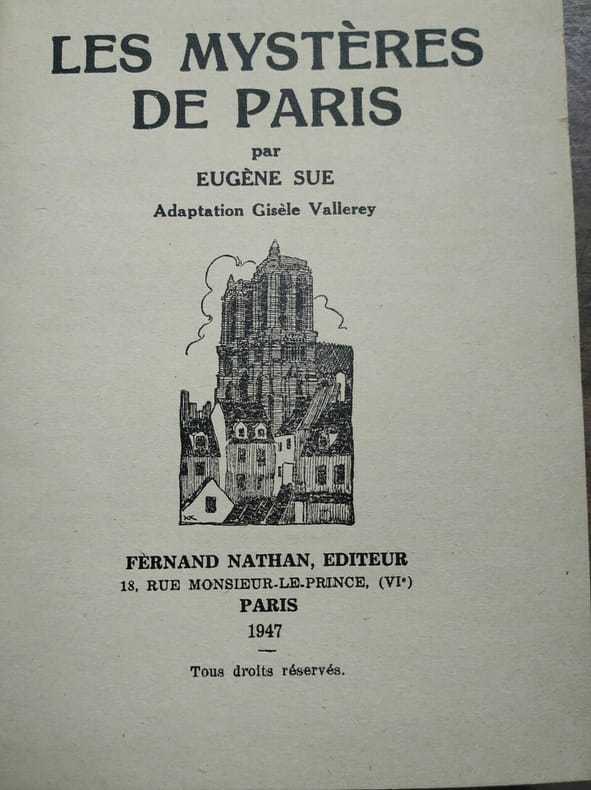 LES MYSTÈRES
DE PARIS
par
EUGÈNE SUE
Adaptation Gisèle Vallerey
FERNAND NATHAN, EDITEUR
18, RUE MONSIEUR-LE-PRINCE, (VIᵉ)
PARIS
1947
Tous droits réservés.